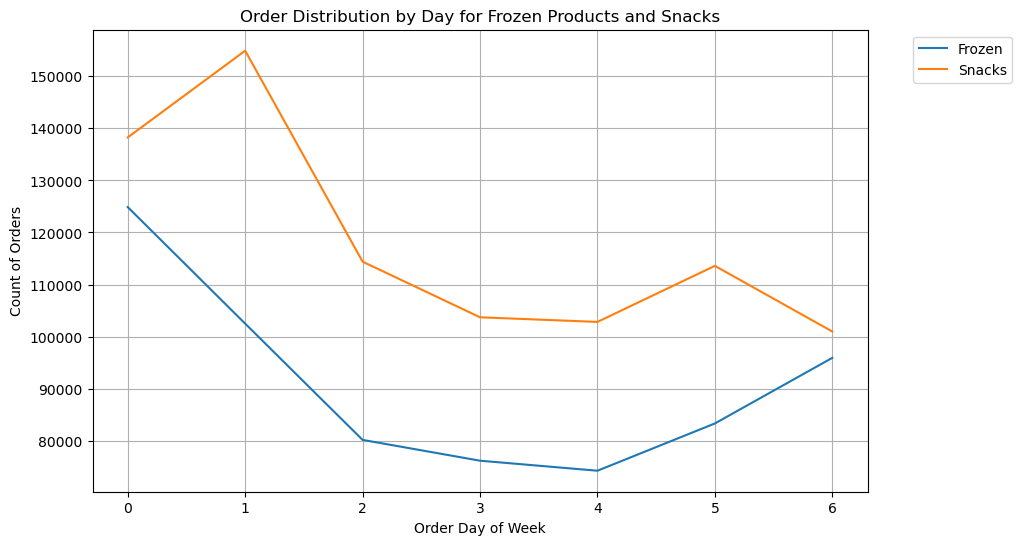 Order Distribution by Day for Frozen Products and Snacks
Frozen
Snacks
Count of Orders
150000
140000
130000
120000
110000
100000
90000
80000
0 1 2 3 4 5 6
Order Day of Week